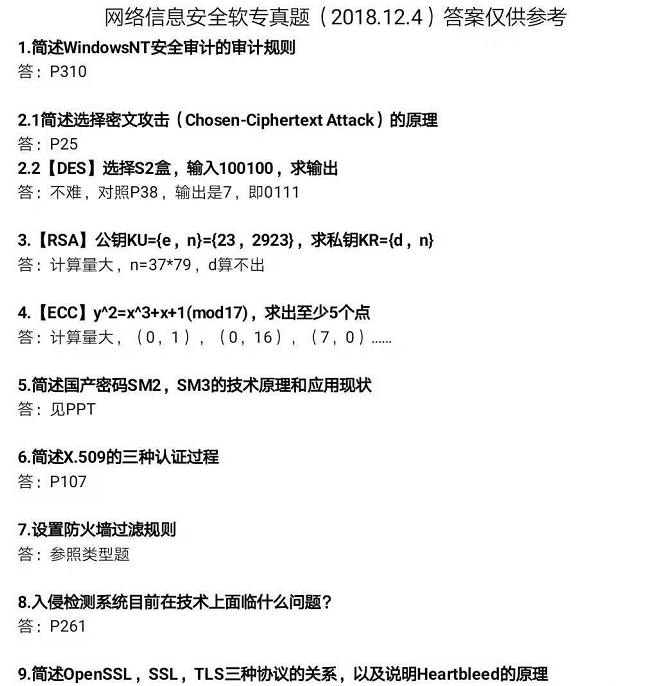 网络信息安全软专真题（2018.12.4）答案仅供参考
1.简述WindowsNT安全审计的审计规则
答：P310
2.1简述选择密文攻击（Chosen-Ciphertext Attack）的原理
答：P25
2.2【DES】选择S2盒，输入100100，求输出
答：不难，对照P38，输出是7，即0111
3.【RSA】公钥KU={e，n}={23，2923}，求私钥KR={d，n}
答：计算量大，n=37*79，d算不出
4.【ECC】y^2=x^3+x+1(mod17)，求出至少5个点
答：计算量大，（0，1），（0，16），（7，0）......
5.简述国产密码SM2，SM3的技术原理和应用现状
答：见PPT
6.简述X.509的三种认证过程
答：P107
7.设置防火墙过滤规则
答：参照类型题
8.入侵检测系统目前在技术上面临什么问题？
答：P261
9.简述OpenSSL，SSL，TLS三种协议的关系，以及说明Heartbleed的原理